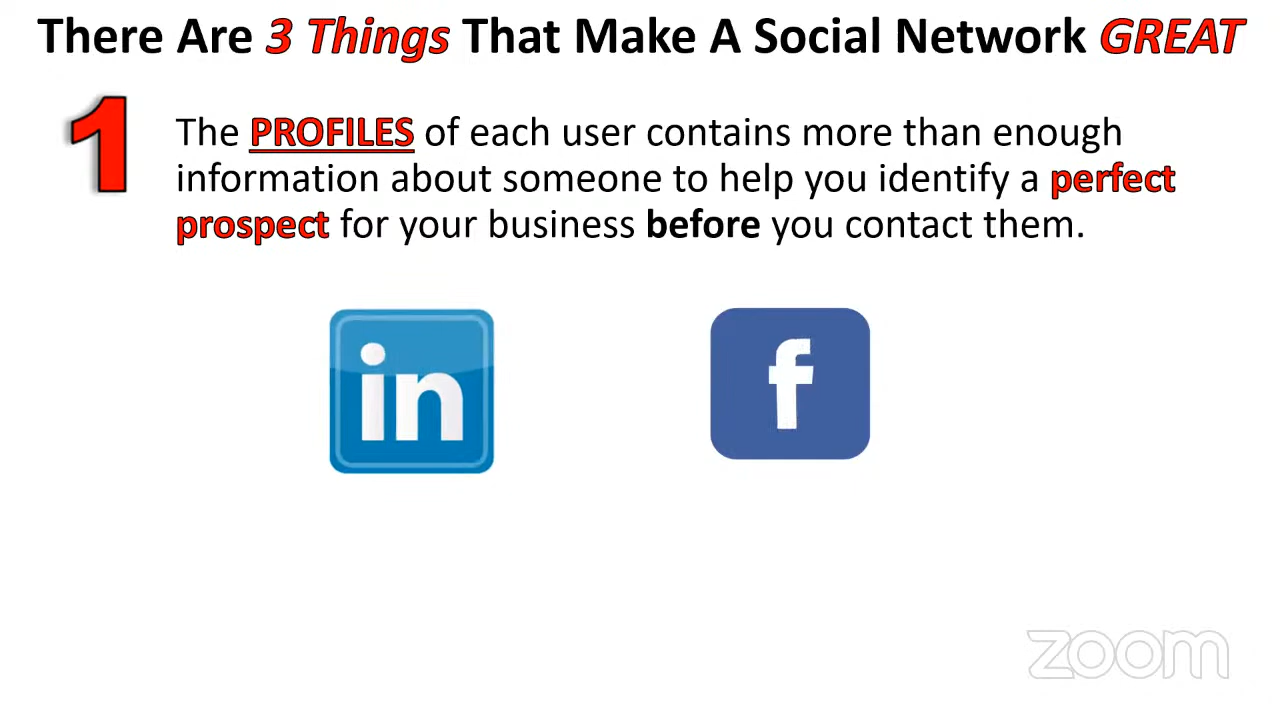 There Are 3 Things That Make A Social Network GREAT
1
The PROFILES of each user contains more than enough
information about someone to help you identify a perfect
prospect for your business before you contact them.
in
f
zoom